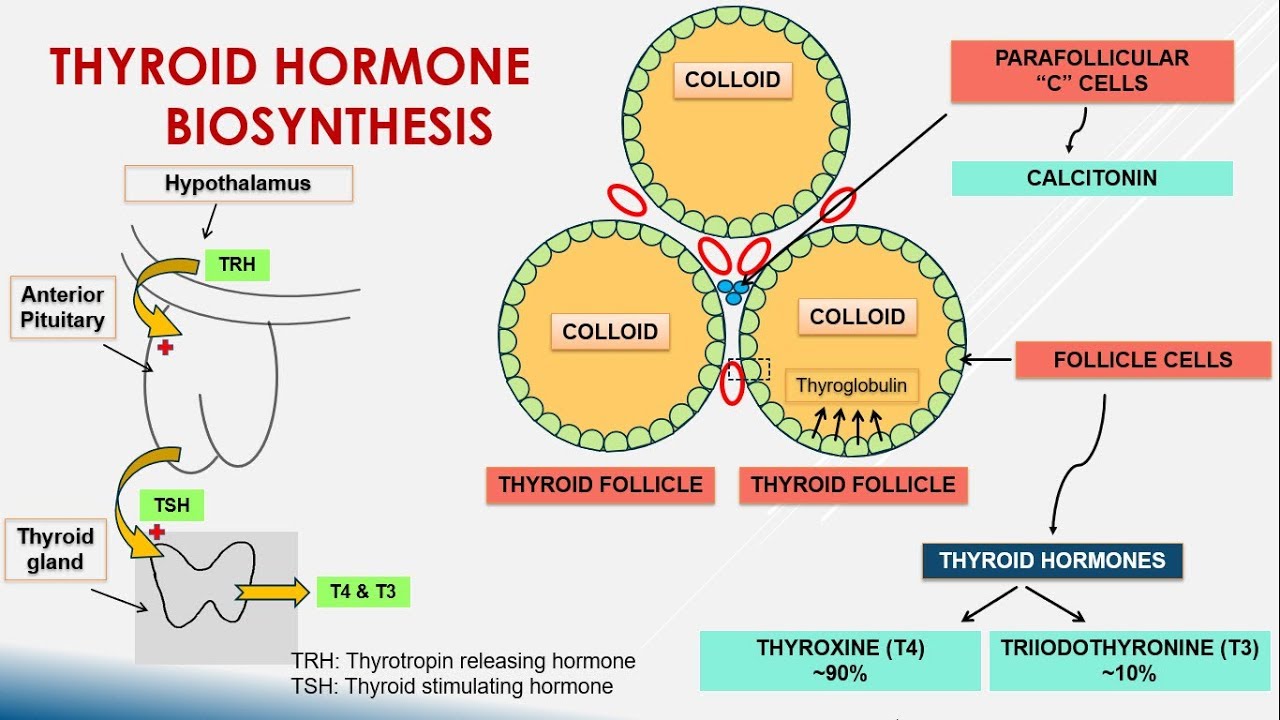 THYROID HORMONE
BIOSYNTHESIS
Hypothalamus
TRH
Anterior
Pituitary
TSH
Thyroid
gland
T4 & T3
TRH: Thyrotropin releasing hormone
TSH: Thyroid stimulating hormone
COLLOID
COLLOID
COLLOID
Thyroglobulin
THYROID FOLLICLE
THYROID FOLLICLE
PARAFOLLICULAR
“C” CELLS
CALCITONIN
FOLLICLE CELLS
THYROID HORMONES
THYROXINE (T4)
~90%
TRIIODOTHYRONINE (T3)
~10%